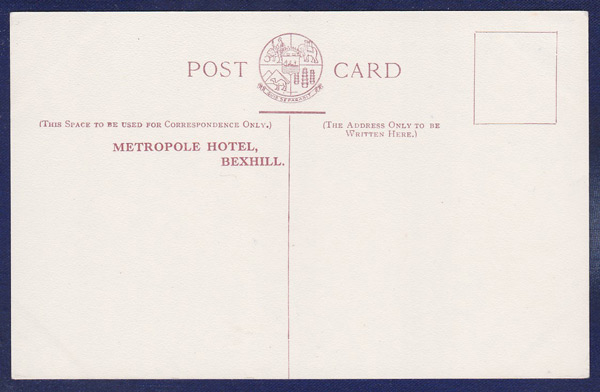 POST CARD
(THIS SPACE TO BE USED FOR CORRESPONDENCE ONLY.)
METROPOLE HOTEL,
BEXHILL.
(THE ADDRESS ONLY TO BE
WRITTEN HERE.)